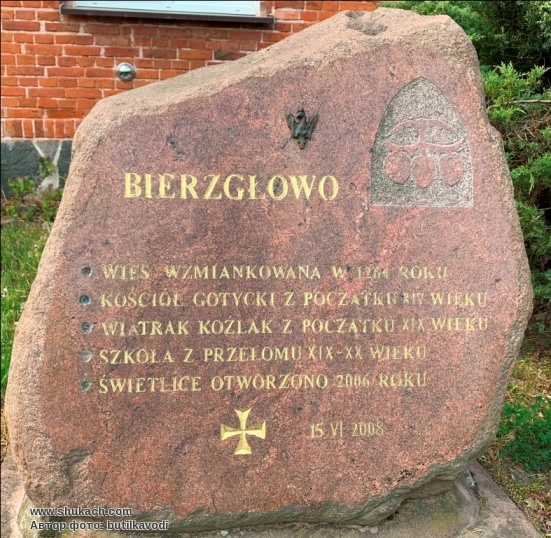 BIERZGŁOWO
WIEŚ WZMIANKOWANA W 1264 ROKU
KOŚCIÓŁ GOTYCKI Z POCZĄTKU XIV WIEKU
WIATRAK KOŹLAK Z POCZĄTKU XIX WIEKU
SZKOŁA Z PRZEŁOMU XIX-XX WIEKU
ŚWIETLICE OTWORZONO 2006 ROKU
15 VI 2008
www.shukach.com
Автор фото: butilkavodi